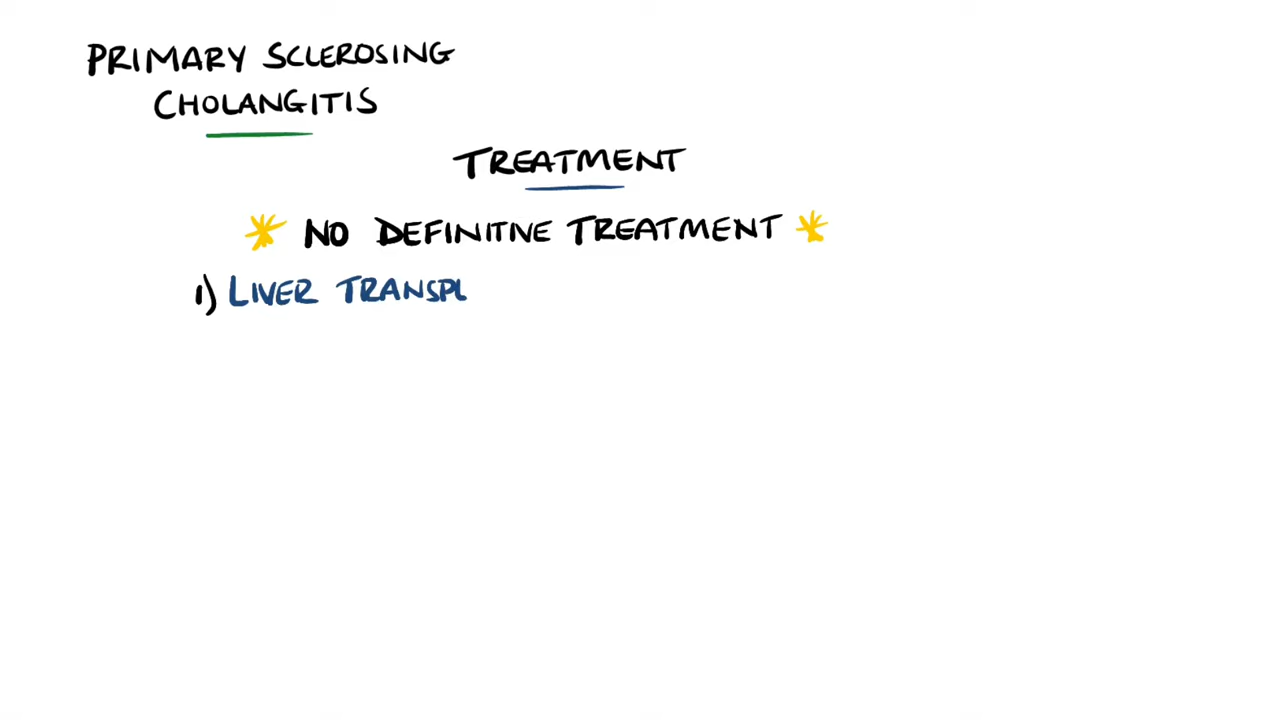 PRIMARY SCLEROSING
CHOLANGITIS
TREATMENT
NO DEFINITIVE TREATMENT
1) LIVER TRANSPL